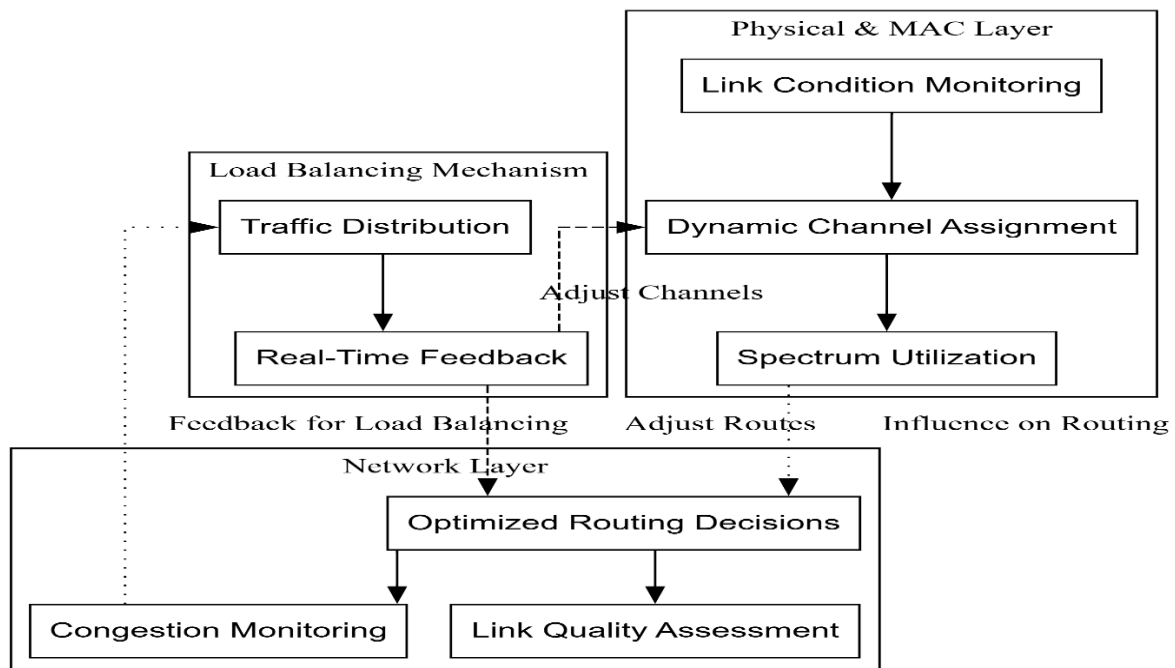 Physical & MAC Layer
Link Condition Monitoring
Load Balancing Mechanism
Traffic Distribution
Dynamic Channel Assignment
Adjust Channels
Real-Time Feedback
Spectrum Utilization
Feedback for Load Balancing
Adjust Routes
Influence on Routing
Network Layer
Optimized Routing Decisions
Congestion Monitoring
Link Quality Assessment